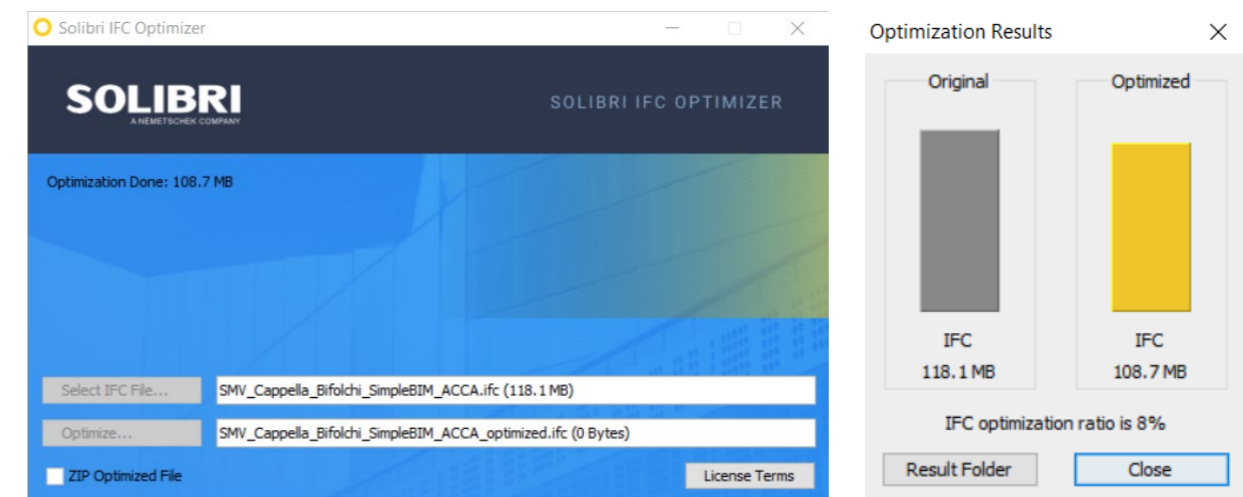 Solibri IFC Optimizer
SOLIBRI
A NEMETSCHEK COMPANY
SOLIBRI IFC OPTIMIZER
Optimization Done: 108.7 MB
Select IFC File...
SMV_Cappella_Bifolchi_SimpleBIM_ACCA.ifc (118.1 MB)
Optimize...
SMV_Cappella_Bifolchi_SimpleBIM_ACCA_optimized.ifc (0 Bytes)
ZIP Optimized File
License Terms
Optimization Results
Original
Optimized
IFC
118.1 MB
IFC
108.7 MB
IFC optimization ratio is 8%
Result Folder
Close